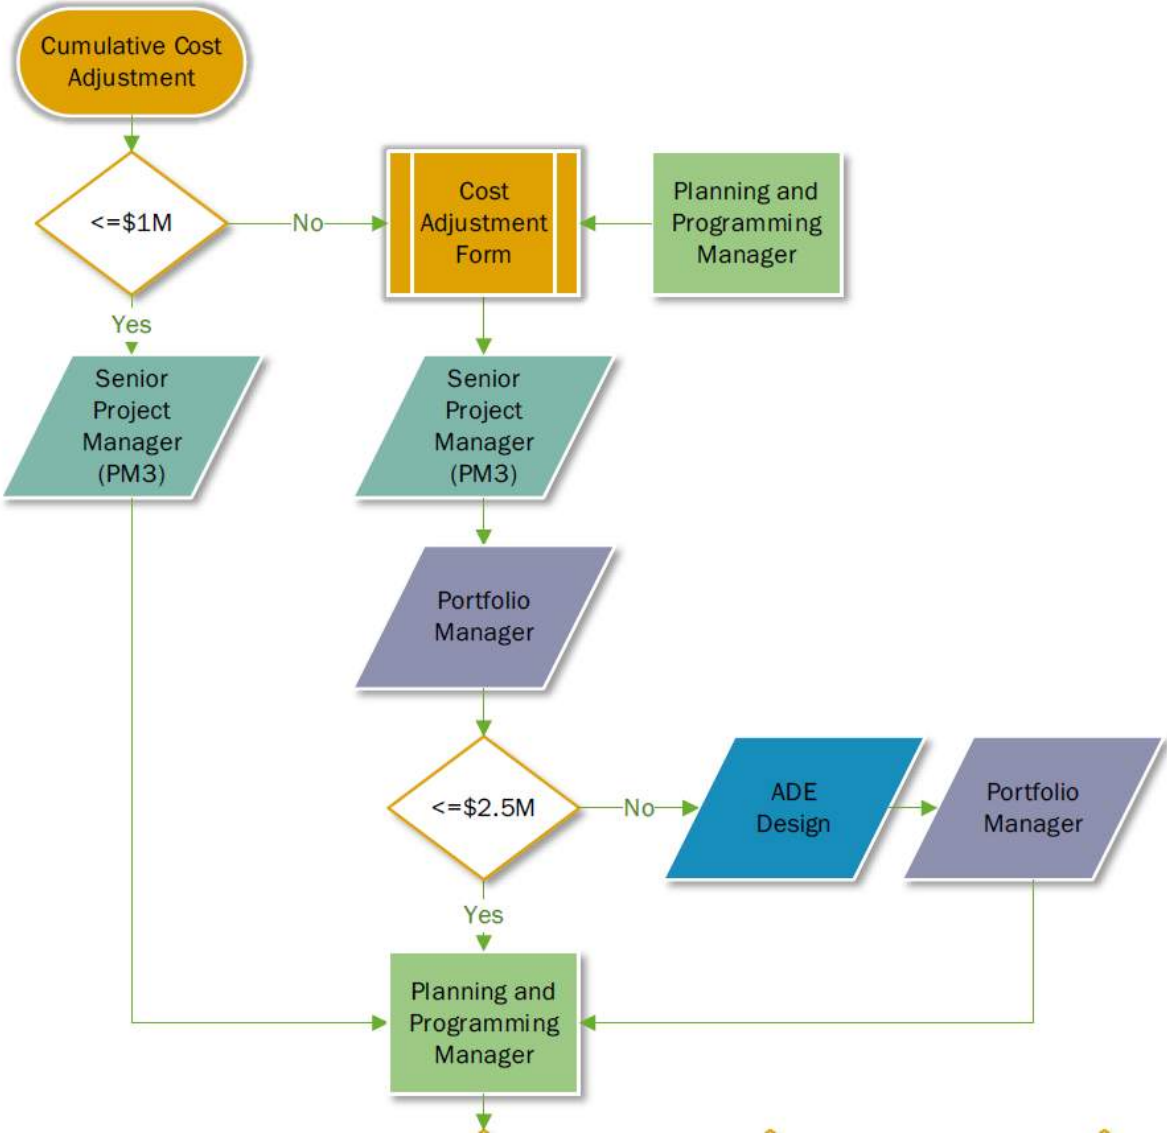 Cumulative Cost
Adjustment
<=$1M
No
Cost
Adjustment
Form
Planning and
Programming
Manager
Yes
Senior
Project
Manager
(PM3)
Senior
Project
Manager
(PM3)
Portfolio
Manager
<=$2.5M
No
ADE
Design
Portfolio
Manager
Yes
Planning and
Programming
Manager